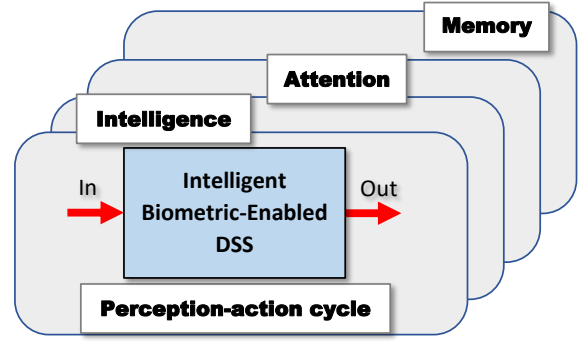 Memory
Attention
Intelligence
In
Intelligent
Biometric-Enabled
DSS
Out
Perception-action cycle